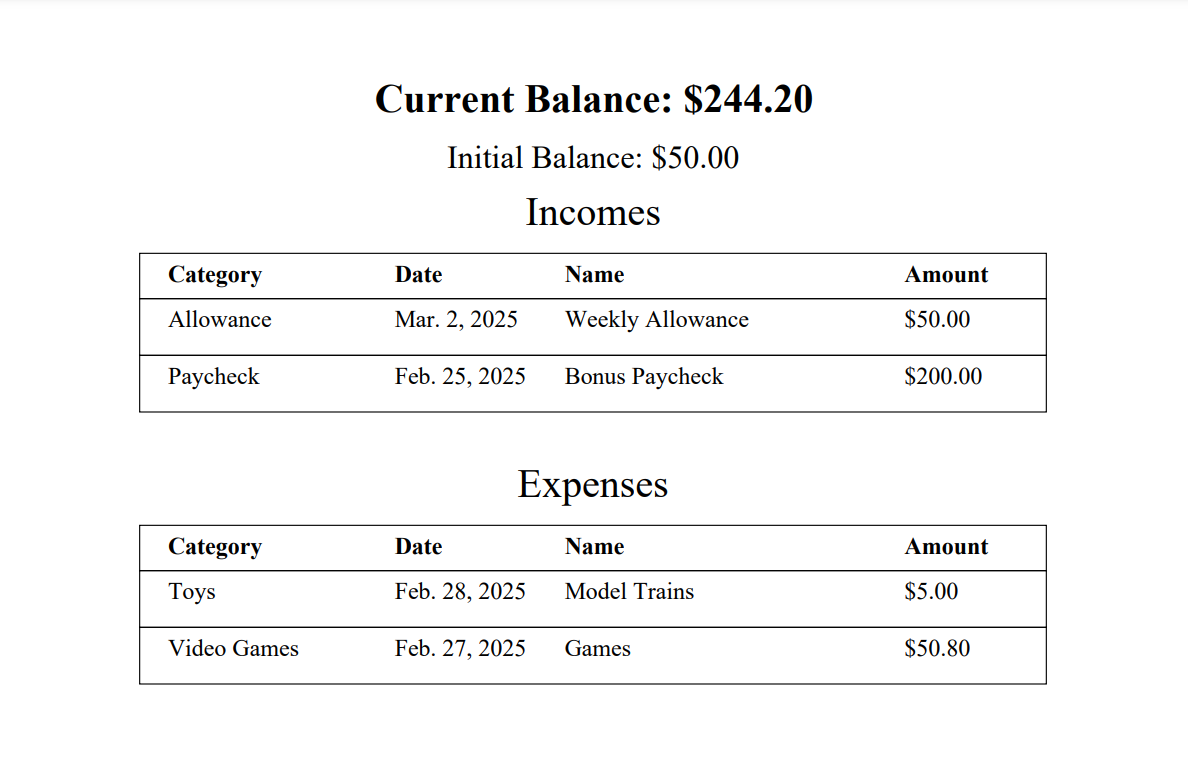 Current Balance: $244.20
Initial Balance: $50.00
Incomes
Category Date Name Amount
Allowance Mar. 2, 2025 Weekly Allowance $50.00
Paycheck Feb. 25, 2025 Bonus Paycheck $200.00
Expenses
Category Date Name Amount
Toys Feb. 28, 2025 Model Trains $5.00
Video Games Feb. 27, 2025 Games $50.80